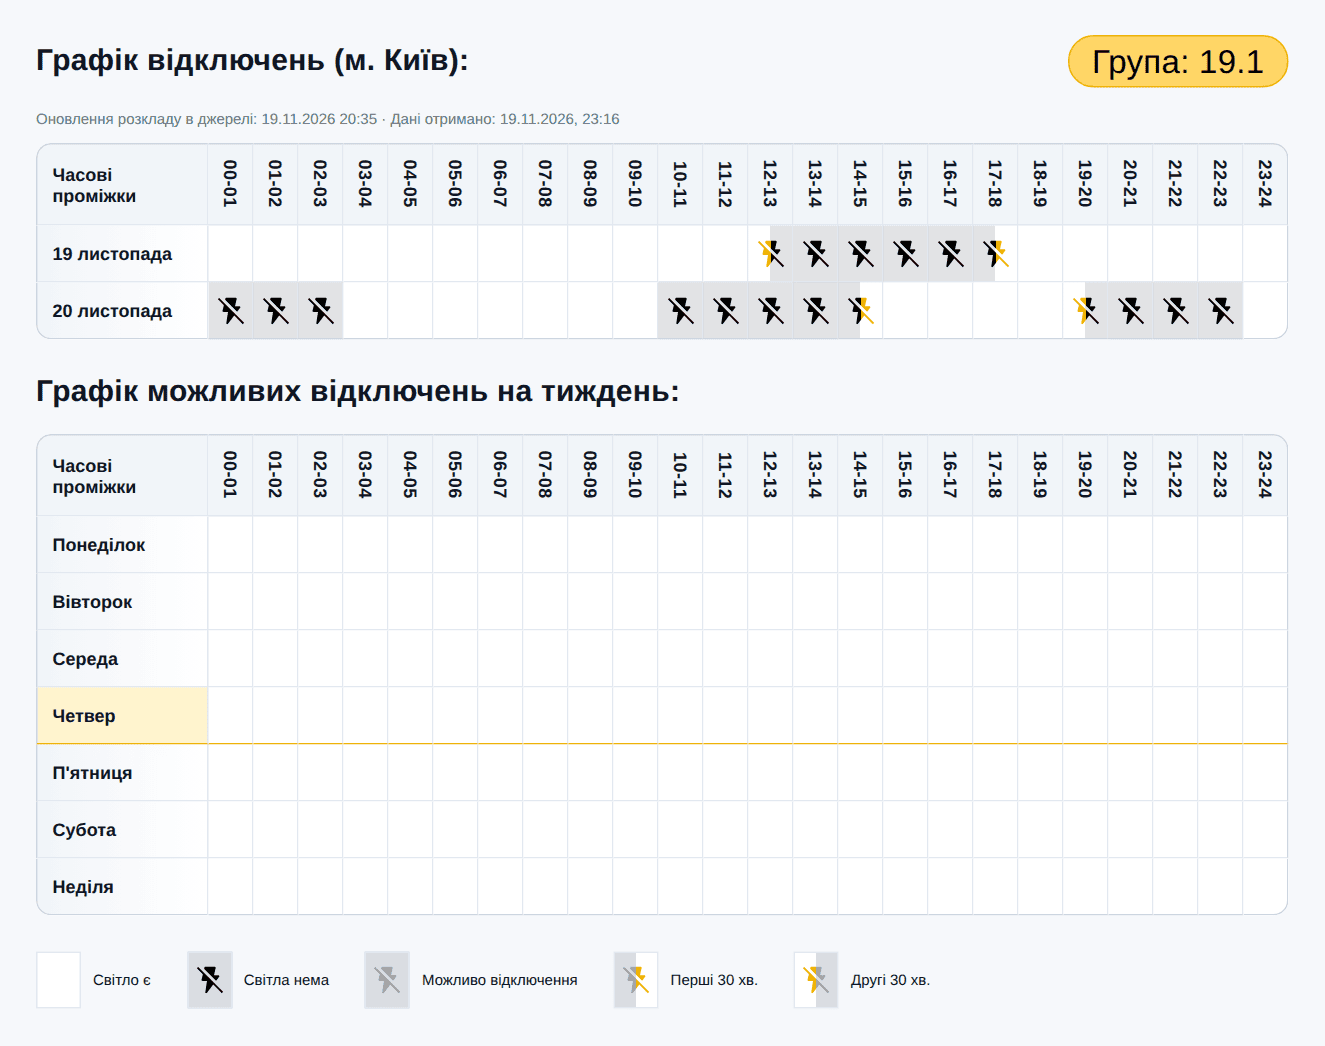 Графік відключень (м. Київ):
Група: 19.1
Оновлення розкладу в джерелі: 19.11.2026 20:35 · Дані отримано: 19.11.2026, 23:16
Часові проміжки 00-01 01-02 02-03 03-04 04-05 05-06 06-07 07-08 08-09 09-10 10-11 11-12 12-13 13-14 14-15 15-16 16-17 17-18 18-19 19-20 20-21 21-22 22-23 23-24
19 листопада
20 листопада
Графік можливих відключень на тиждень:
Часові проміжки 00-01 01-02 02-03 03-04 04-05 05-06 06-07 07-08 08-09 09-10 10-11 11-12 12-13 13-14 14-15 15-16 16-17 17-18 18-19 19-20 20-21 21-22 22-23 23-24
Понеділок
Вівторок
Середа
Четвер
П'ятниця
Субота
Неділя
Світло є Світла нема Можливо відключення Перші 30 хв. Другі 30 хв.